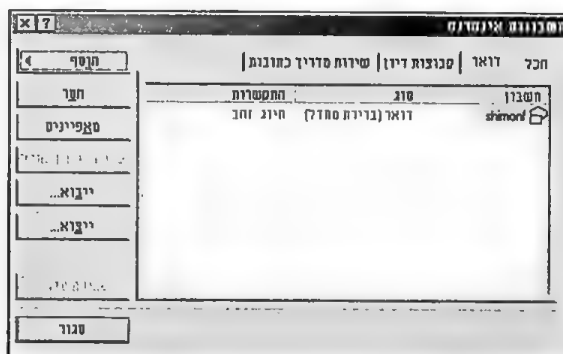 חשבונות אינטרנט
הכל דואר קבוצות דיון שירות מדריך כתובות
הוסף
חשבון סוג התקשרות
shimonf דואר (ברירת מחדל) חיוג זהב
הסר
מאפיינים
ייבוא...
ייצוא...
סגור